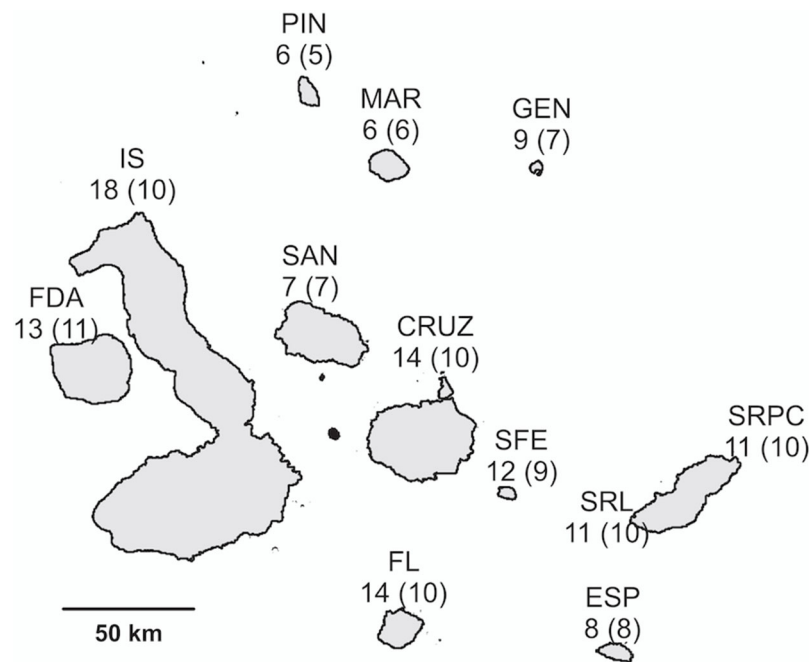 PIN
6 (5)
MAR
6 (6)
GEN
9 (7)
IS
18 (10)
SAN
7 (7)
FDA
13 (11)
CRUZ
14 (10)
SRPC
11 (10)
SFE
12 (9)
SRL
11 (10)
FL
14 (10)
ESP
8 (8)
50 km